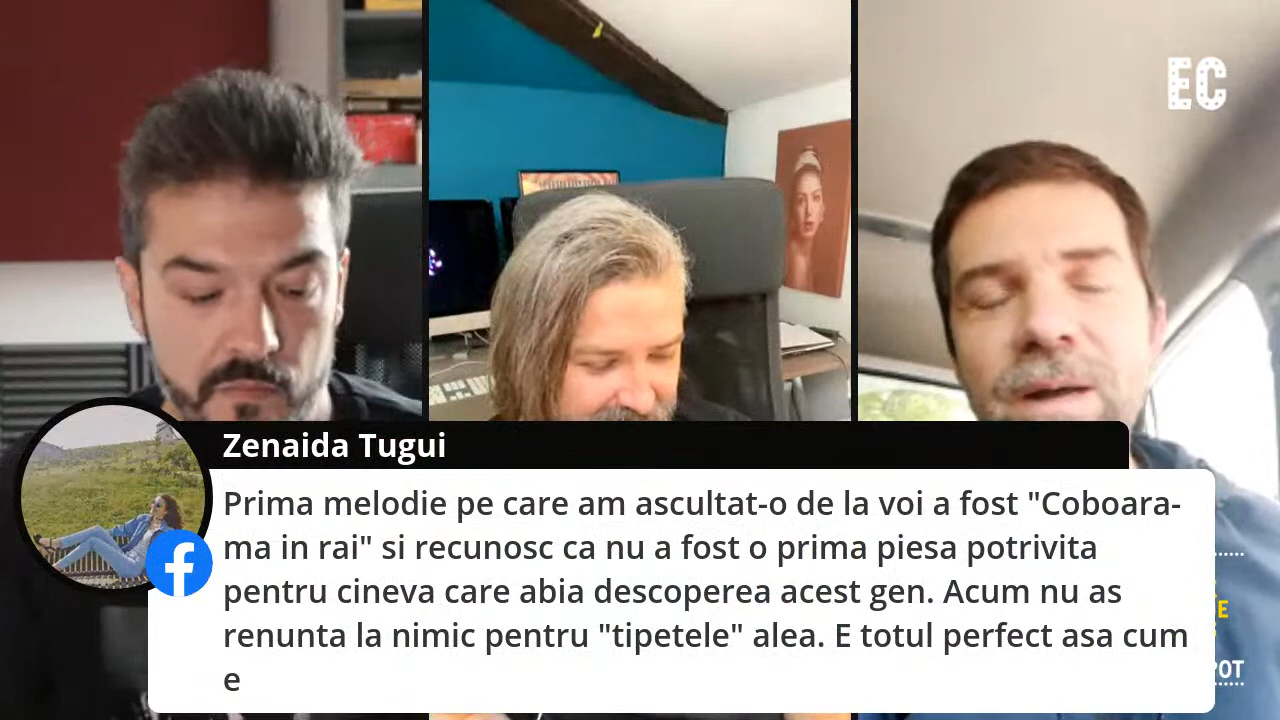 EC
Zenaida Tugui
Prima melodie pe care am ascultat-o de la voi a fost "Coboara-
ma in rai" si recunosc ca nu a fost o prima piesa potrivita
pentru cineva care abia descoperea acest gen. Acum nu as
renunta la nimic pentru "tipetele" alea. E totul perfect asa cum
e
E
POT